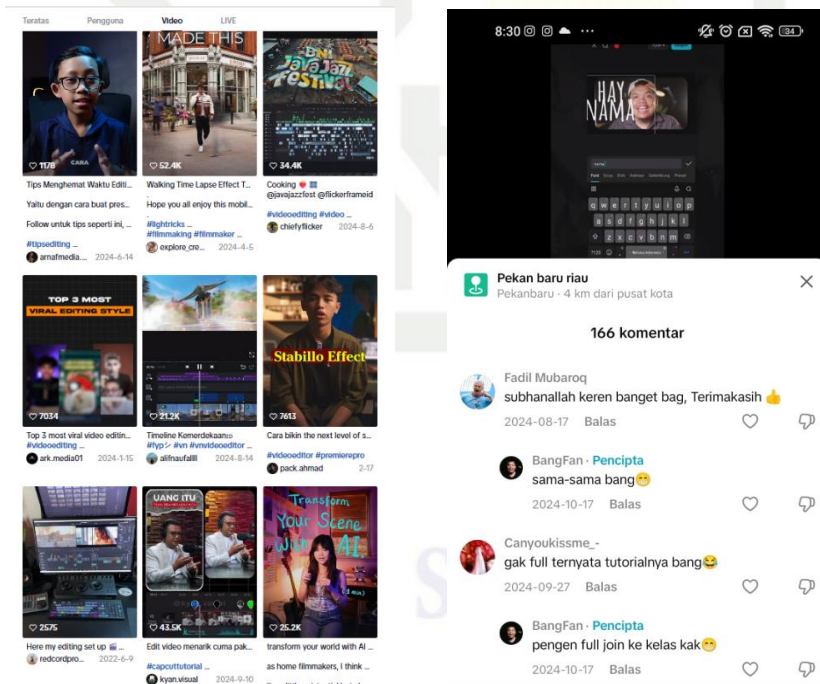 Teratas Pengguna Video LIVE
CARA
1178
Tips Menghemat Waktu Editi...
Yaitu dengan cara buat pres...
Follow untuk tips seperti ini, ...
#tipsediting ...
arnafmedia.... 2024-6-14
MADE THIS
52.4K
Walking Time Lapse Effect T...
.
Hope you all enjoy this mobil...
.
#lightricks ...
#filmmaking #filmmaker ...
explore_cre... 2024-4-5
BNI
Java Jazz
FESTIVAL
34.4K
Cooking
@javajazzfest @flickerframeid
#videoediting #video ...
chiefyflicker 2024-8-6
TOP 3 MOST
VIRAL EDITING STYLE
7034
Top 3 most viral video editin...
#videoediting ...
ark.media01 2024-1-15
21.2K
Timeline Kemerdekaan
#fyp #vn #vnvideoeditor ...
alifnaufallll 2024-8-14
Stabillo Effect
7613
Cara bikin the next level of s...
#videoeditor #premierepro
pack.ahmad 2-17
2575
Here my editing set up ...
redcordpro... 2022-6-9
UANG ITU
43.5K
Edit video menarik cuma pak...
#capcuttutorial ...
kyan.visual 2024-9-10
Transform
Your Scene
With AI
(1 min)
25.2K
transform your world with AI ...
as home filmmakers, I think ...
8:30 ... 34
HAY
NAMA
q w e r t y u i o p
a s d f g h j k l
z x c v b n m
Pekan baru riau
Pekanbaru · 4 km dari pusat kota
166 komentar
Fadil Mubaroq
subhanallah keren banget bag, Terimakasih 👍
2024-08-17 Balas
BangFan · Pencipta
sama-sama bang😁
2024-10-17 Balas
Canyoukissme_-
gak full ternyata tutorialnya bang😂
2024-09-27 Balas
BangFan · Pencipta
pengen full join ke kelas kak😁
2024-10-17 Balas